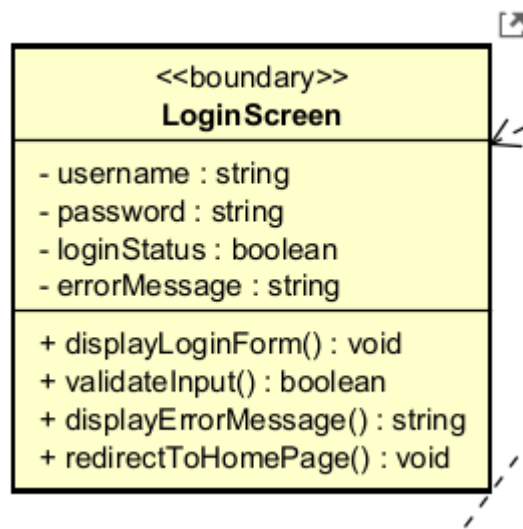 <<boundary>>
LoginScreen
- username : string
- password : string
- loginStatus : boolean
- errorMessage : string
+ displayLoginForm() : void
+ validateInput() : boolean
+ displayErrorMessage() : string
+ redirectToHomePage() : void